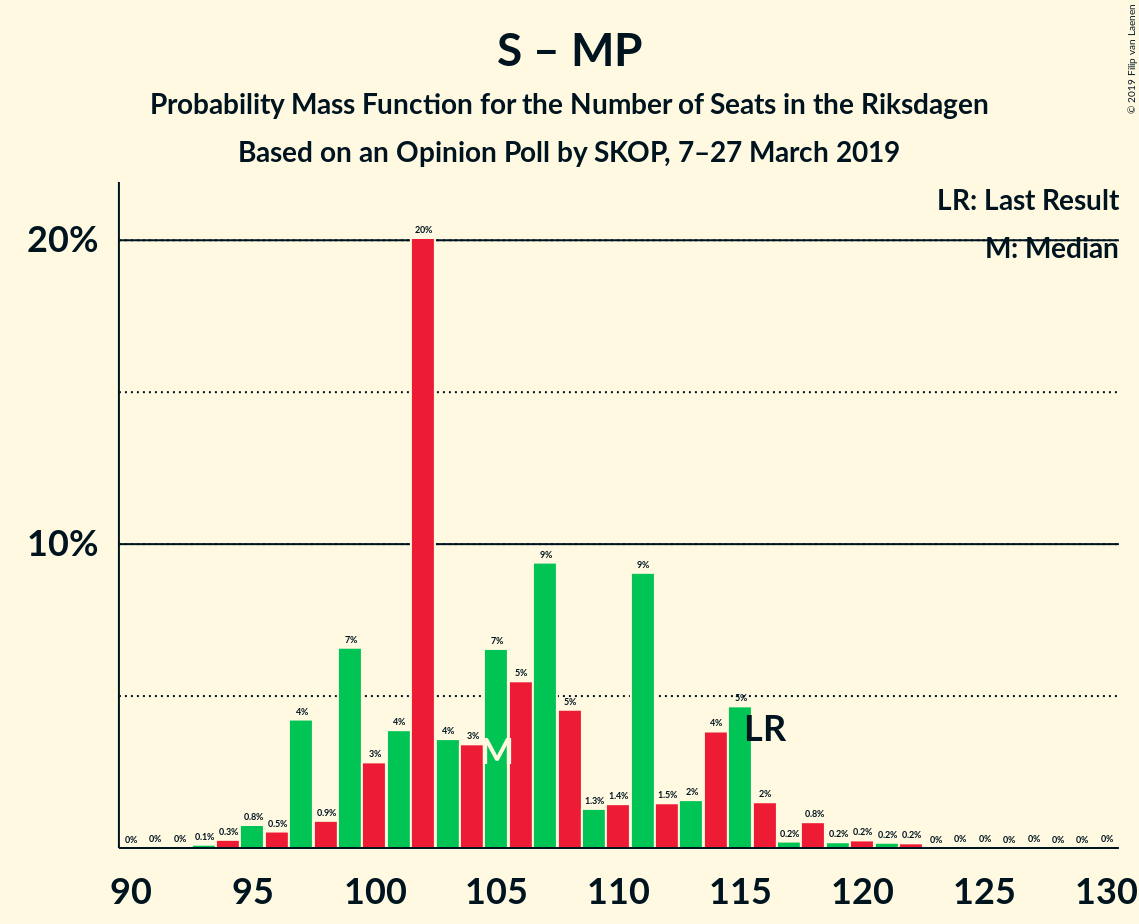 © 2019 Filip van Laenen
S – MP
Probability Mass Function for the Number of Seats in the Riksdagen
Based on an Opinion Poll by SKOP, 7–27 March 2019
LR: Last Result
M: Median
20%
10%
0% 0% 0% 0.1% 0.3% 0.8% 0.5% 4% 0.9% 7% 3% 4% 20% 4% 3% 7% 5% 9% 5% 1.3% 1.4% 9% 1.5% 2% 4% 5% 2% 0.2% 0.8% 0.2% 0.2% 0.2% 0.2% 0% 0% 0% 0% 0% 0% 0% 0%
M
LR
90 95 100 105 110 115 120 125 130